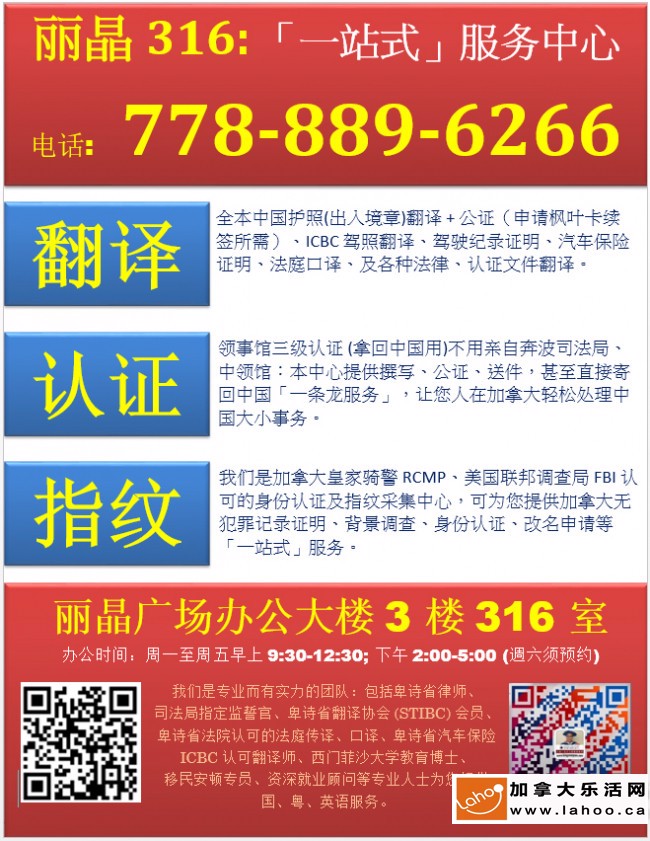 丽晶 316:「一站式」服务中心
电话: 778-889-6266
翻译
全本中国护照(出入境章)翻译 + 公证（申请枫叶卡续
签所需）、ICBC 驾照翻译、驾驶纪录证明、汽车保险
证明、法庭口译、及各种法律、认证文件翻译。
认证
领事馆三级认证 (拿回中国用)不用亲自奔波司法局、
中领馆：本中心提供撰写、公证、送件，甚至直接寄
回中国「一条龙服务」，让您人在加拿大轻松处理中
国大小事务。
指纹
我们是加拿大皇家骑警 RCMP、美国联邦调查局 FBI 认
可的身份认证及指纹采集中心，可为您提供加拿大无
犯罪记录证明、背景调查、身份认证、改名申请等
「一站式」服务。
丽晶广场办公大楼 3 楼 316 室
办公时间：周一至周五早上 9:30-12:30; 下午 2:00-5:00 (週六须预约)
我们是专业而有实力的团队：包括卑诗省律师、
司法局指定监誓官、卑诗省翻译协会 (STIBC) 会员、
卑诗省法院认可的法庭传译、口译、卑诗省汽车保险
ICBC 认可翻译师、西门菲沙大学教育博士、
移民安顿专员、资深就业顾问等专业人士为您
国、粤、英语服务。
Lahoo
加拿大乐活网
www.lahoo.ca